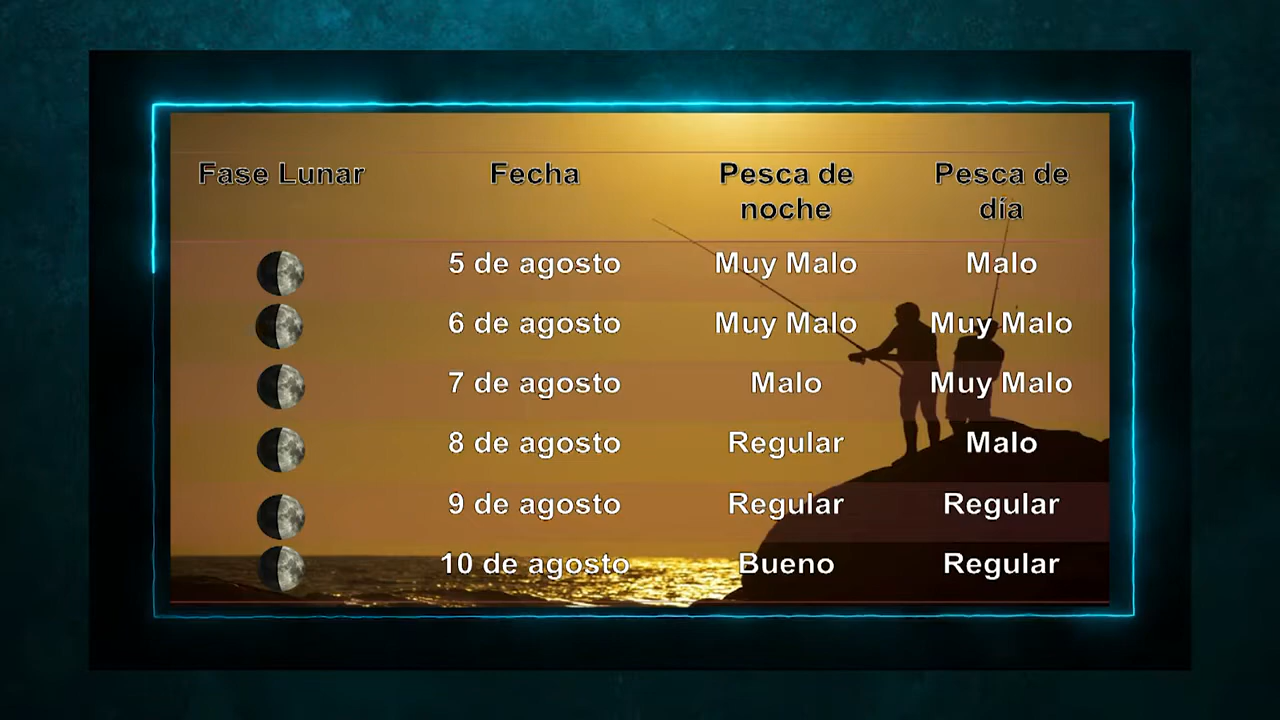 Fase Lunar Fecha Pesca de noche Pesca de día
5 de agosto Muy Malo Malo
6 de agosto Muy Malo Muy Malo
7 de agosto Malo Muy Malo
8 de agosto Regular Malo
9 de agosto Regular Regular
10 de agosto Bueno Regular